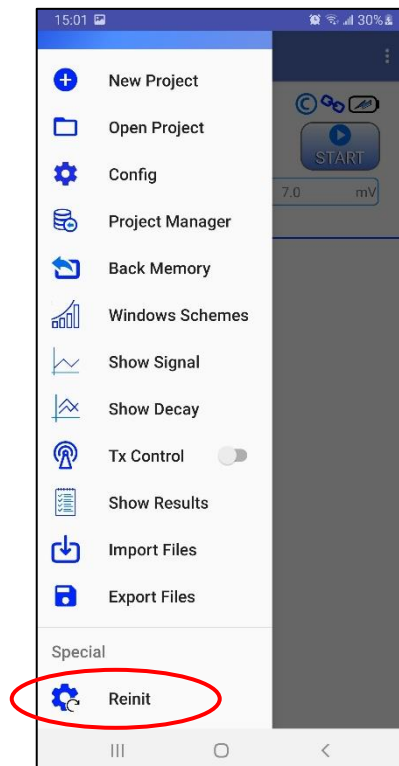 15:01 30%
New Project
Open Project
Config
Project Manager
Back Memory
Windows Schemes
Show Signal
Show Decay
Tx Control
Show Results
Import Files
Export Files
Special
Reinit
C
START
7.0 mV